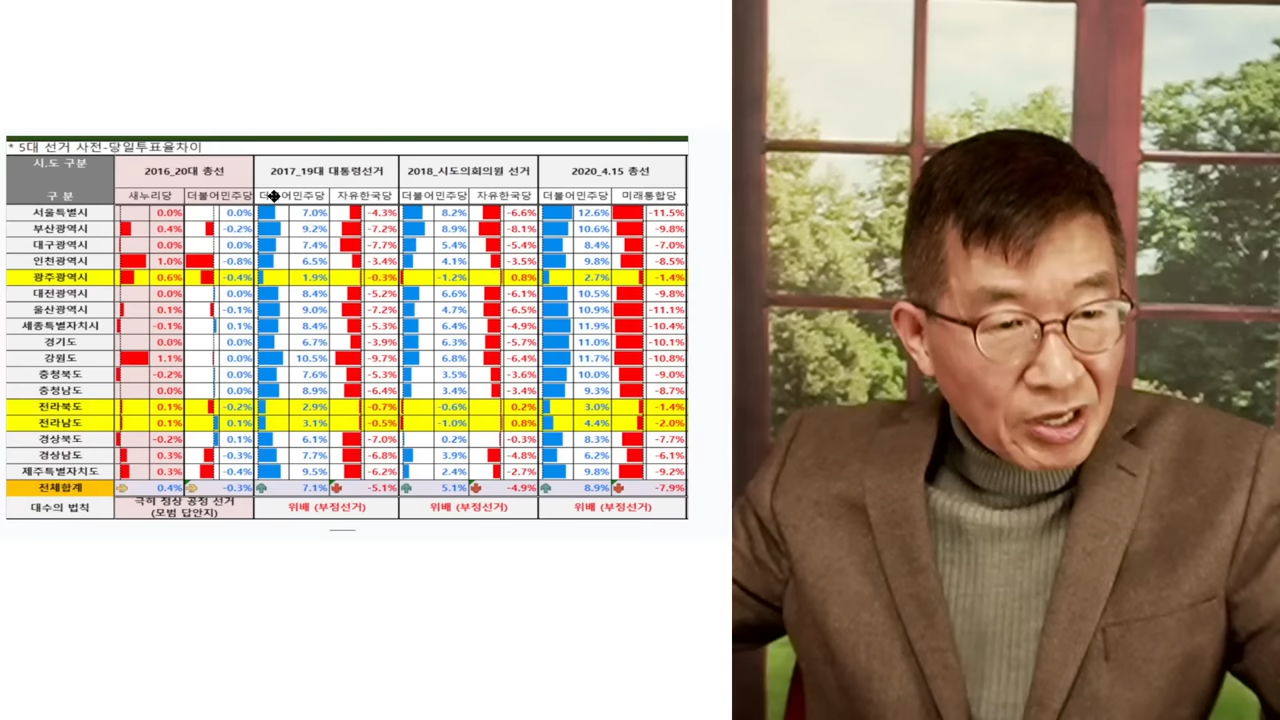 * 5대 선거 사전-당일투표율차이
시.도 구분 2016_20대 총선 2017_19대 대통령선거 2018_시도의회의원 선거 2020_4.15 총선
구 분 새누리당 더불어민주당 더불어민주당 자유한국당 더불어민주당 자유한국당 더불어민주당 미래통합당
서울특별시 0.0% 0.0% 7.0% -4.3% 8.2% -6.6% 12.6% -11.5%
부산광역시 0.4% -0.2% 9.2% -7.2% 8.9% -8.1% 10.6% -9.8%
대구광역시 0.0% 0.0% 7.4% -7.7% 5.4% -5.4% 8.4% -7.0%
인천광역시 1.0% -0.8% 6.5% -3.4% 4.1% -3.5% 9.8% -8.5%
광주광역시 0.6% -0.4% 1.9% -0.3% -1.2% 0.8% 2.7% -1.4%
대전광역시 0.0% 0.0% 8.4% -5.2% 6.6% -6.1% 10.5% -9.8%
울산광역시 0.1% -0.1% 9.0% -7.2% 4.7% -6.5% 10.9% -11.1%
세종특별자치시 -0.1% 0.1% 8.4% -5.3% 6.4% -4.9% 11.9% -10.4%
경기도 0.0% 0.0% 6.7% -3.9% 6.3% -5.7% 11.0% -10.1%
강원도 1.1% 0.0% 10.5% -9.7% 6.8% -6.4% 11.7% -10.8%
충청북도 -0.2% 0.0% 7.6% -5.3% 3.5% -3.6% 10.0% -9.0%
충청남도 0.0% 0.0% 8.9% -6.4% 3.4% -3.4% 9.3% -8.7%
전라북도 0.1% -0.2% 2.9% -0.7% -0.6% 0.2% 3.0% -1.4%
전라남도 0.1% 0.1% 3.1% -0.5% -1.0% 0.8% 4.4% -2.0%
경상북도 -0.2% 0.1% 6.1% -7.0% 0.2% -0.3% 8.3% -7.7%
경상남도 0.3% -0.3% 7.7% -6.8% 3.9% -4.8% 6.2% -6.1%
제주특별자치도 0.3% -0.4% 9.5% -6.2% 2.4% -2.7% 9.8% -9.2%
전체합계 0.4% -0.3% 7.1% -5.1% 5.1% -4.9% 8.9% -7.9%
대수의 법칙 극히 정상 공정 선거 위배 (부정선거) 위배 (부정선거) 위배 (부정선거)
(모범 답안지)